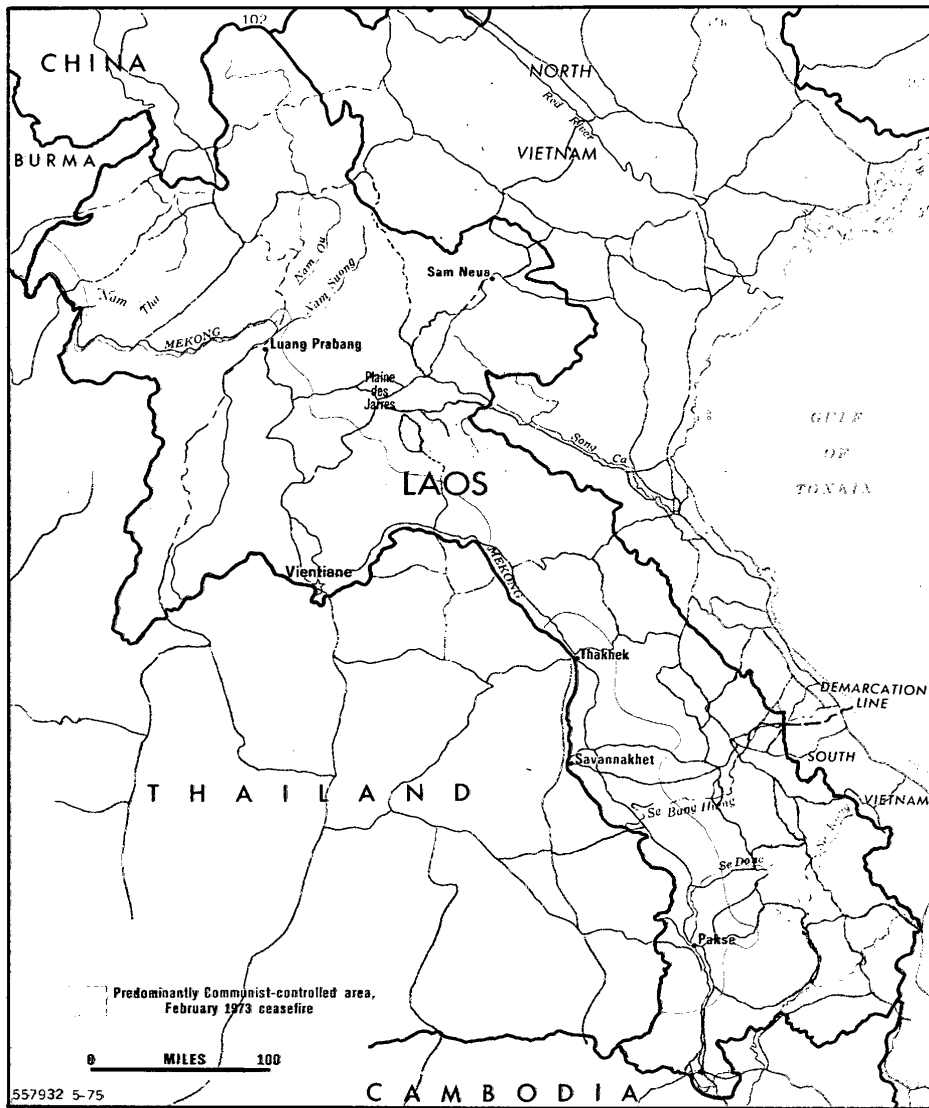 102
CHINA
NORTH
Red River
VIETNAM
BURMA
Nam Ou
Nam Suong
Sam Neua
Nam Tha
MEKONG
Luang Prabang
Plaine
des
Jarres
GULF
OF
TONKIN
Song Ca
LAOS
MEKONG
Vientiane
Thakhek
DEMARCATION
LINE
Savannakhet
SOUTH
THAILAND
Se Bang Hieng
VIETNAM
Se Done
Pakse
Predominantly Communist-controlled area,
February 1973 ceasefire
0 MILES 100
557932 5-75
CAMBODIA